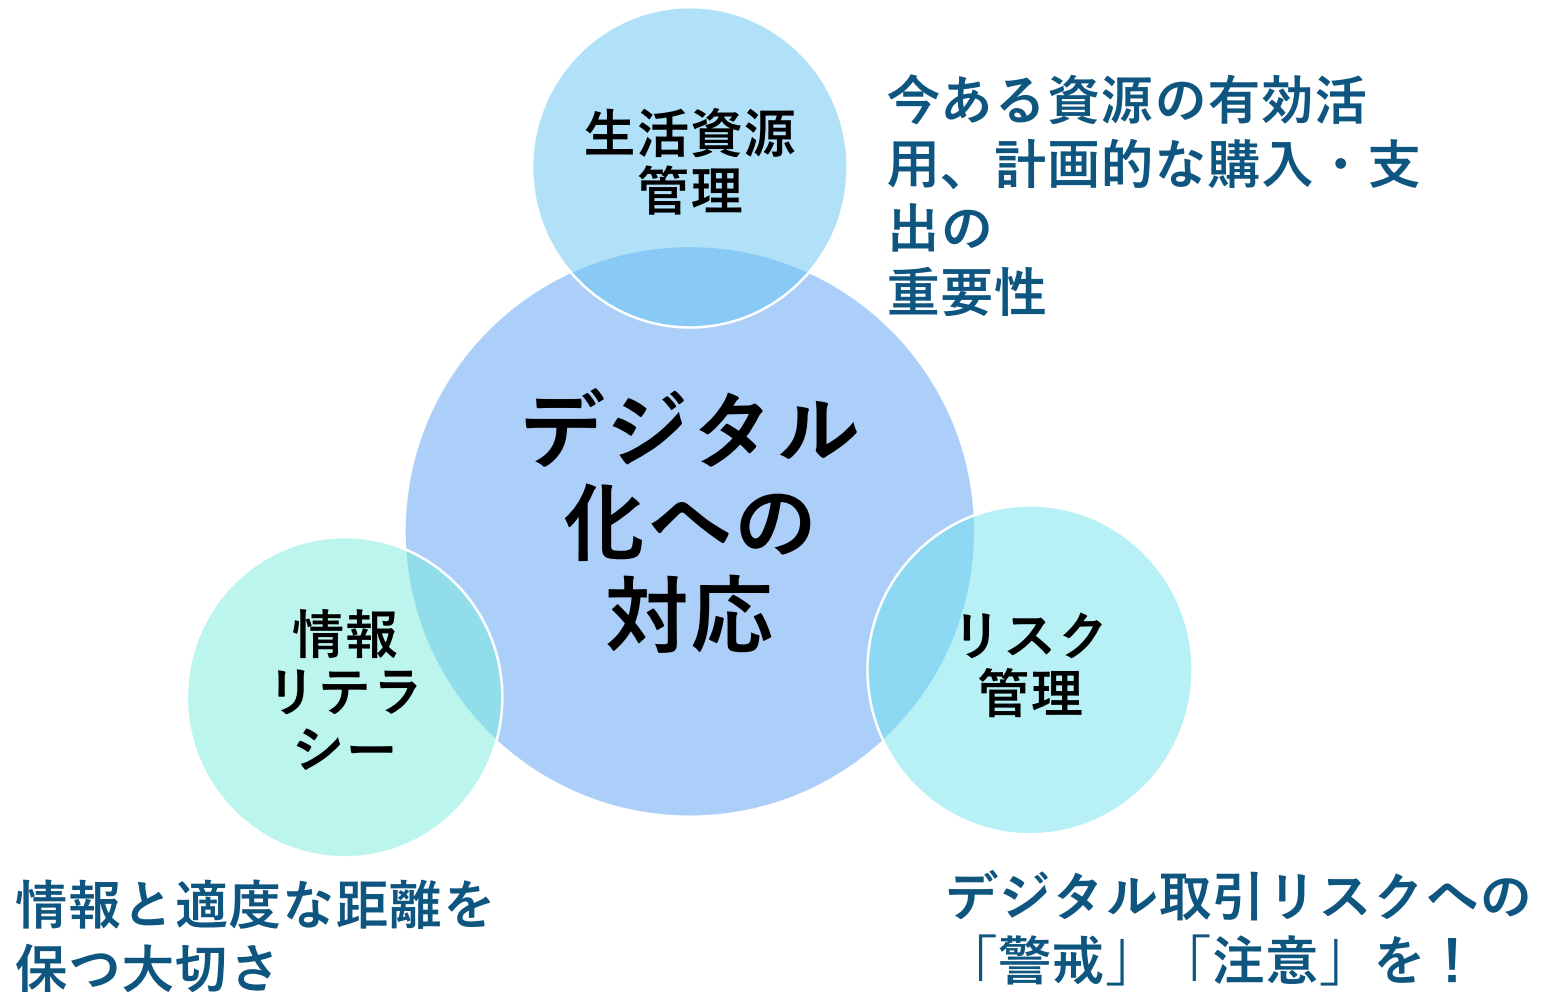 生活資源
管理
今ある資源の有効活
用、計画的な購入・支
出の
重要性
デジタル
化への
対応
情報
リテラ
シー
リスク
管理
情報と適度な距離を
保つ大切さ
デジタル取引リスクへの
「警戒」「注意」を！